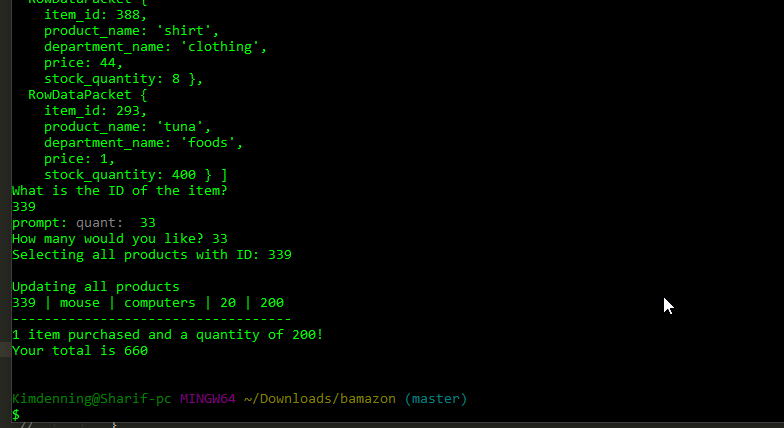 RowDataPacket {
item_id: 388,
product_name: 'shirt',
department_name: 'clothing',
price: 44,
stock_quantity: 8 },
RowDataPacket {
item_id: 293,
product_name: 'tuna',
department_name: 'foods',
price: 1,
stock_quantity: 400 } ]
What is the ID of the item?
339
prompt: quant:  33
How many would you like? 33
Selecting all products with ID: 339
Updating all products
339 | mouse | computers | 20 | 200
----------------------------------
1 item purchased and a quantity of 200!
Your total is 660
Kimdenning@Sharif-pc MINGW64 ~/Downloads/bamazon (master)
$
// }